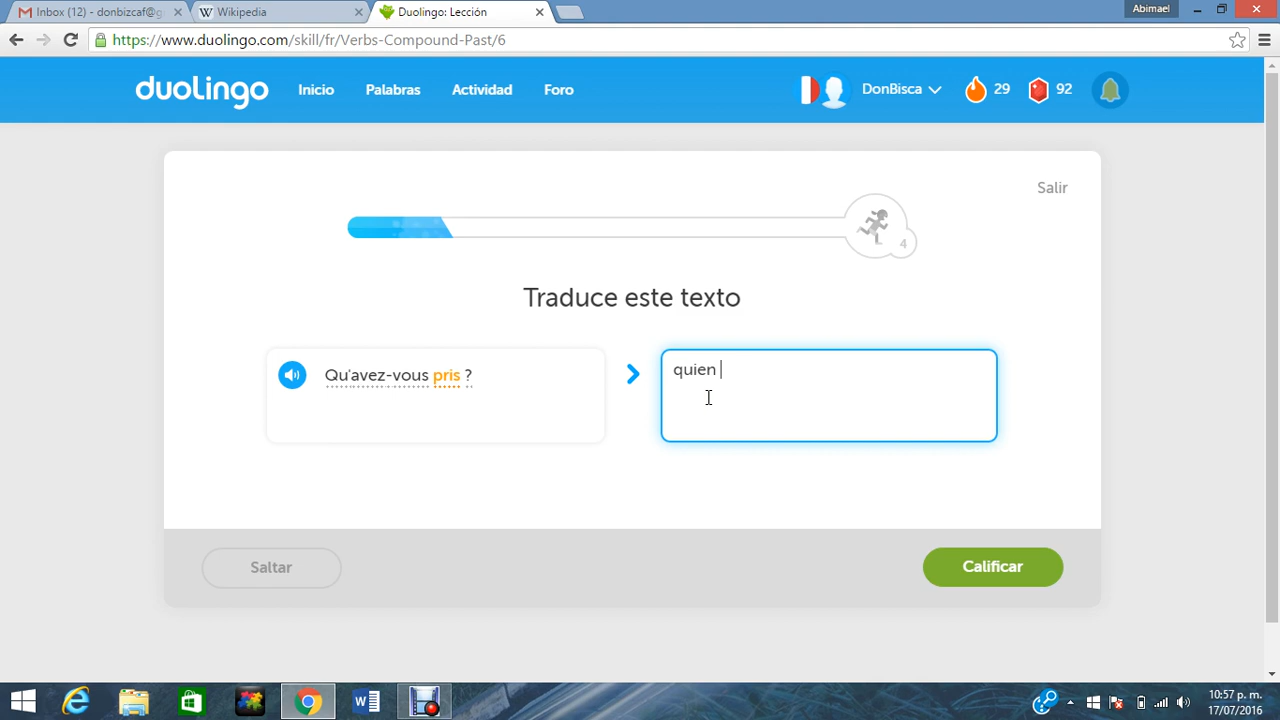 Inbox (12) - donbizcaf@g
Wikipedia
Duolingo: Lección
Abimael
https://www.duolingo.com/skill/fr/Verbs-Compound-Past/6
duolingo
Inicio
Palabras
Actividad
Foro
DonBisca
29
92
Salir
4
Traduce este texto
Qu'avez-vous pris ?
quien
Saltar
Calificar
10:57 p. m.
17/07/2016